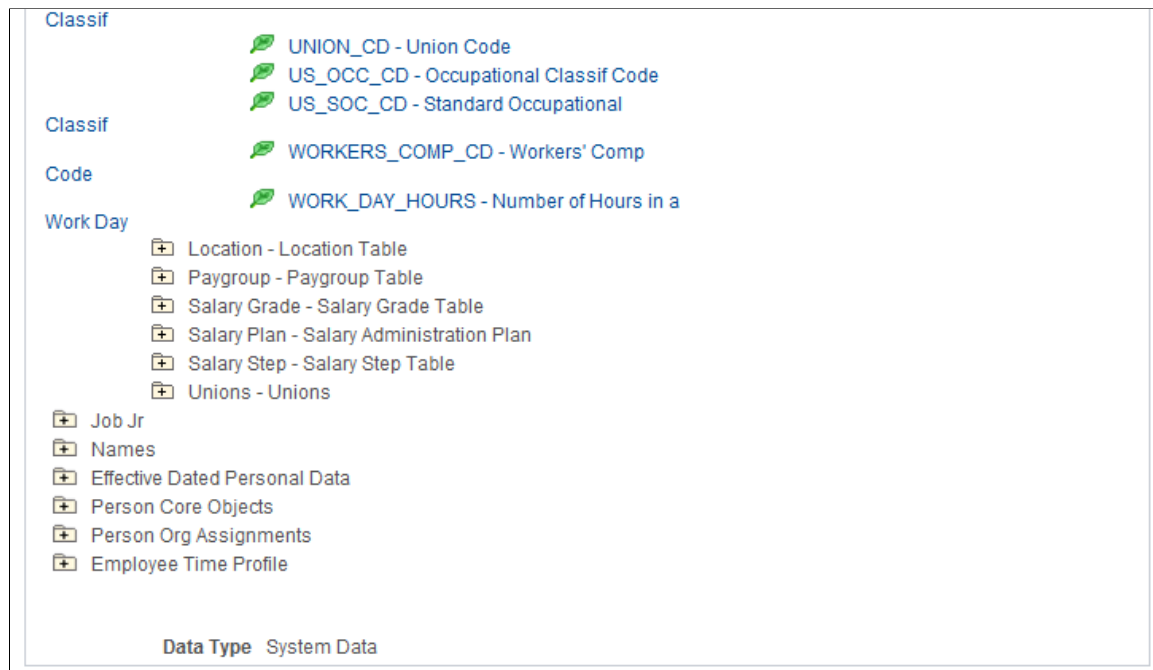 Classif
UNION_CD - Union Code
US_OCC_CD - Occupational Classif Code
US_SOC_CD - Standard Occupational
Classif
WORKERS_COMP_CD - Workers' Comp
Code
WORK_DAY_HOURS - Number of Hours in a
Work Day
Location - Location Table
Paygroup - Paygroup Table
Salary Grade - Salary Grade Table
Salary Plan - Salary Administration Plan
Salary Step - Salary Step Table
Unions - Unions
Job Jr
Names
Effective Dated Personal Data
Person Core Objects
Person Org Assignments
Employee Time Profile
Data Type System Data